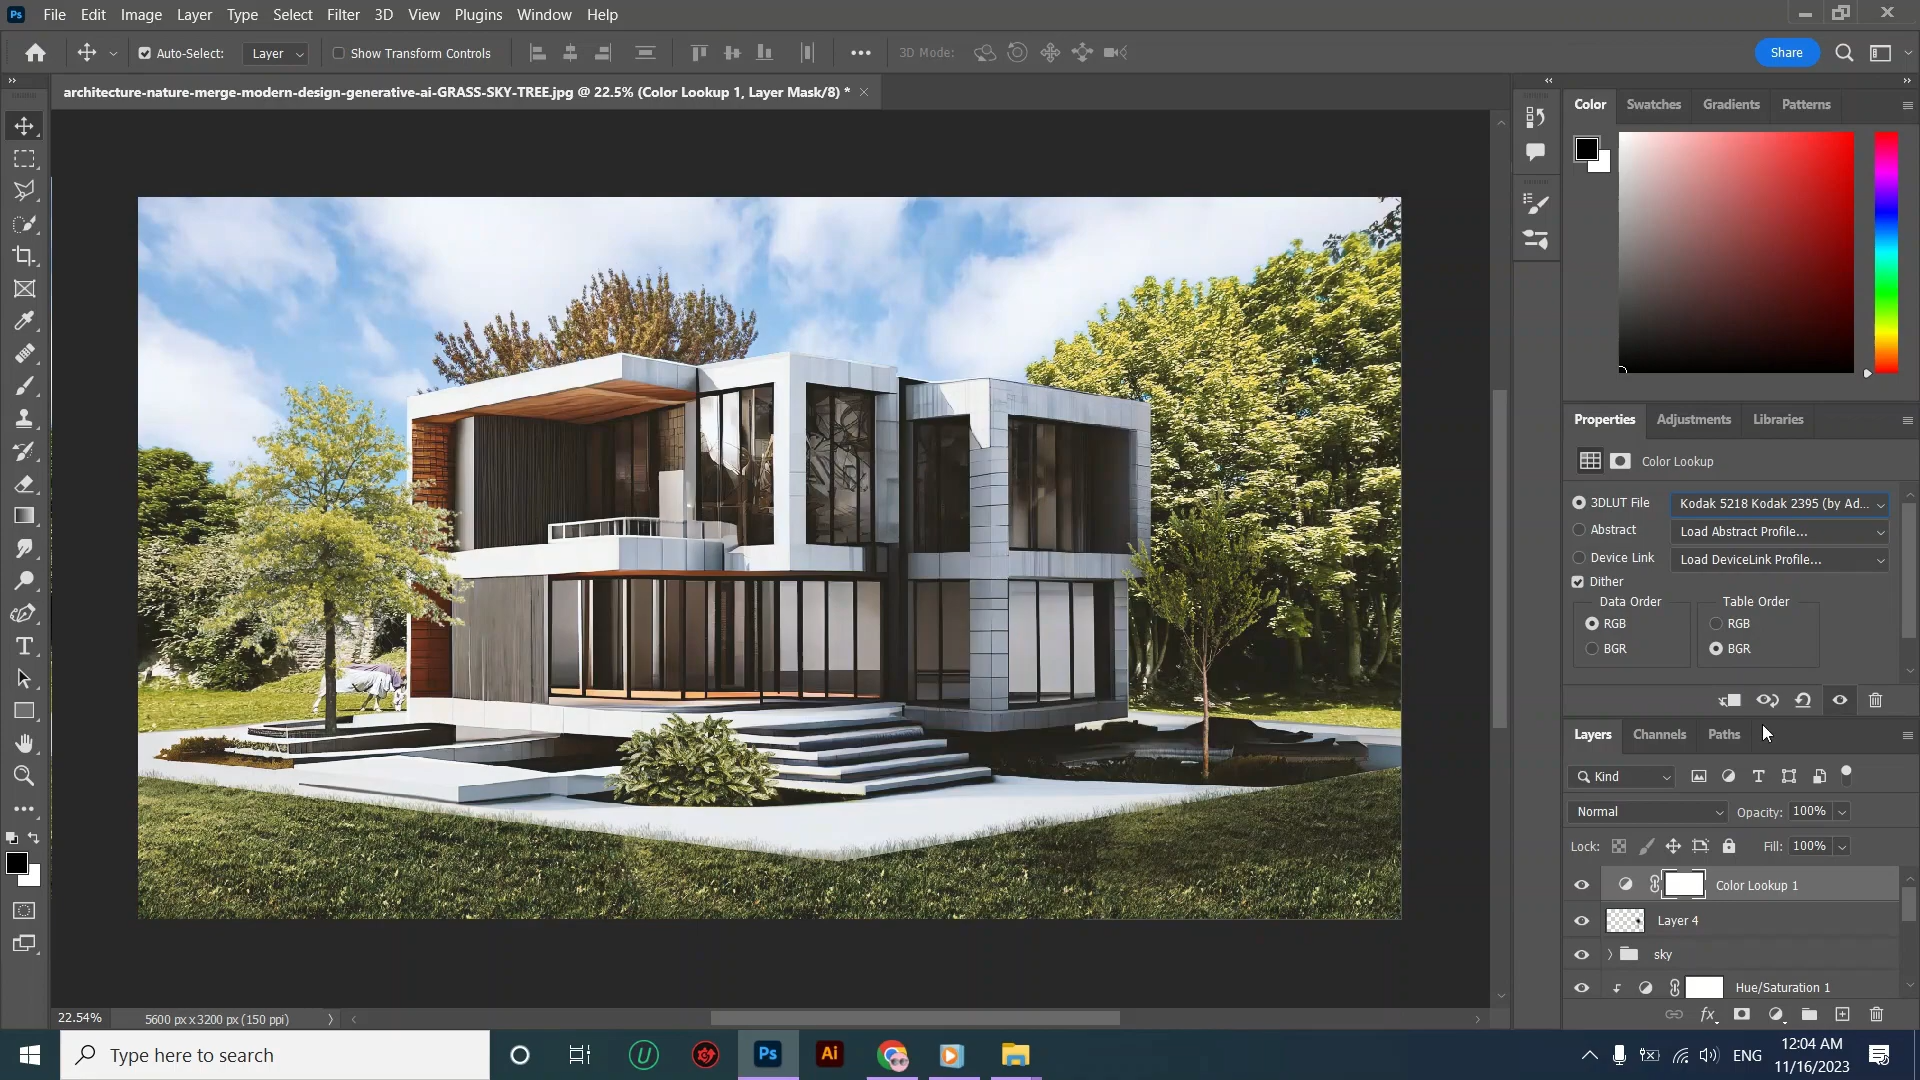 Ps File Edit Image Layer Type Select Filter 3D View Plugins Window Help
Auto-Select: Layer Show Transform Controls 3D Mode: Share
architecture-nature-merge-modern-design-generative-ai-GRASS-SKY-TREE.jpg @ 22.5% (Color Lookup 1, Layer Mask/8) *
Color Swatches Gradients Patterns
Properties Adjustments Libraries
Color Lookup
3DLUT File Kodak 5218 Kodak 2395 (by Ad...
Abstract Load Abstract Profile...
Device Link Load DeviceLink Profile...
Dither
Data Order Table Order
RGB RGB
BGR BGR
Layers Channels Paths
Kind
Normal Opacity: 100%
Lock: Fill: 100%
Color Lookup 1
Layer 4
sky
Hue/Saturation 1
fx
22.54% 5600 px x 3200 px (150 ppi)
Type here to search
Ps Ai
ENG 12:04 AM
11/16/2023